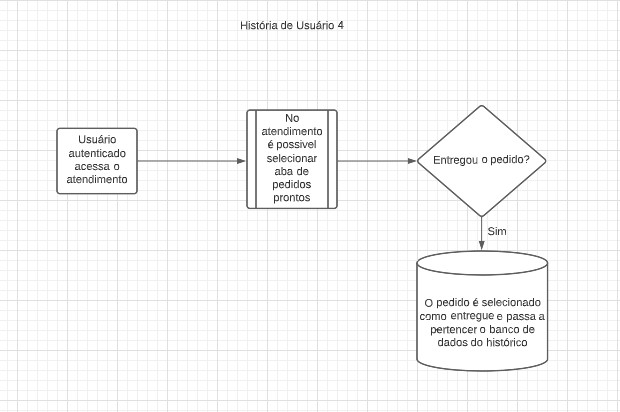 História de Usuário 4
Usuário
autenticado
acessa o
atendimento
No
atendimento
é possivel
selecionar
aba de
pedidos
prontos
Entregou o pedido?
Sim
O pedido é selecionado
como entregue e passa a
pertencer o banco de
dados do histórico